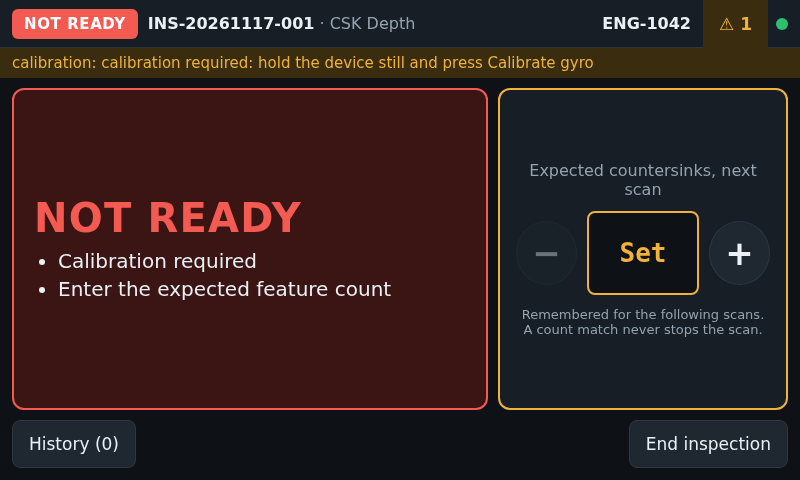 NOT READY INS-20261117-001 · CSK Depth ENG-1042 ⚠ 1
calibration: calibration required: hold the device still and press Calibrate gyro
NOT READY
• Calibration required
• Enter the expected feature count
Expected countersinks, next
scan
− Set +
Remembered for the following scans.
A count match never stops the scan.
History (0) End inspection